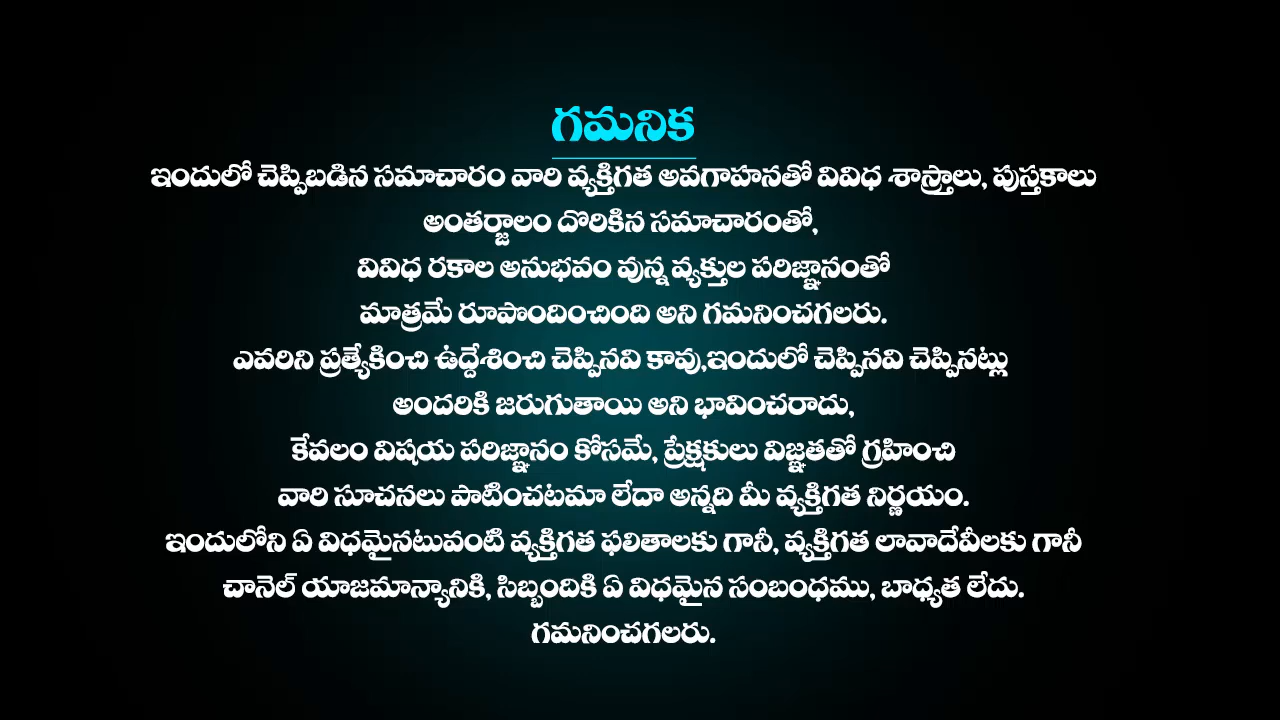 గమనిక
ఇందులో చెప్పిబడిన సమాచారం వారి వ్యక్తిగత అవగాహనతో వివిధ శాస్త్రాలు, పుస్తకాలు
అంతర్జాలం దొరికిన సమాచారంతో,
వివిధ రకాల అనుభవం వున్న వ్యక్తుల పరిజ్ఞానంతో
మాత్రమే రూపొందించింది అని గమనించగలరు.
ఎవరిని ప్రత్యేకించి ఉద్దేశించి చెప్పినవి కావు,ఇందులో చెప్పినవి చెప్పినట్లు
అందరికి జరుగుతాయి అని భావించరాదు,
కేవలం విషయ పరిజ్ఞానం కోసమే, ప్రేక్షకులు విజ్ఞతతో గ్రహించి
వారి సూచనలు పాటించటమా లేదా అన్నది మీ వ్యక్తిగత నిర్ణయం.
ఇందులోని ఏ విధమైనటువంటి వ్యక్తిగత ఫలితాలకు గానీ, వ్యక్తిగత లావాదేవీలకు గానీ
చానెల్ యాజమాన్యానికి, సిబ్బందికి ఏ విధమైన సంబంధము, బాధ్యత లేదు.
గమనించగలరు.